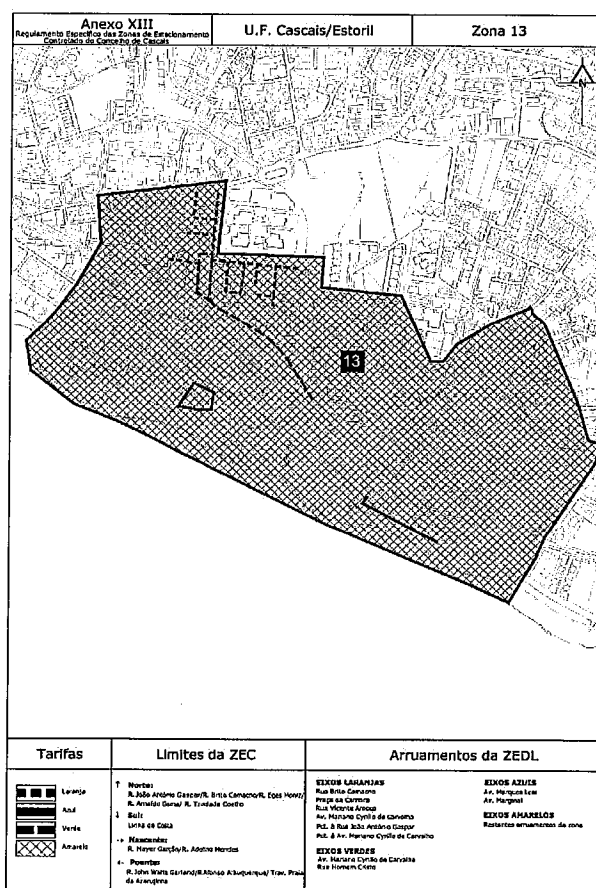 Anexo XIII
Regulamento Específico das Zonas de Estacionamento
Controlado do Concelho de Cascais
U.F. Cascais/Estoril
Zona 13
N
13
Tarifas
Limites da ZEC
Arruamentos da ZEDL
Laranja
Azul
Verde
Amarelo
↑ Norte:
R. João António Gaspar/R. Brito Camacho/R. Egas Moniz/
R. Arnaldo Gama/ R. Trindade Coelho
↓ Sul:
Linha de Costa
→ Nascente:
R. Mayer Garção/R. Adelino Mendes
← Poente:
R. John Watts Garland/R.Afonso Albuquerque/ Trav. Praia
da Azarujinha
EIXOS LARANJAS
Rua Brito Camacho
Praça da Carreira
Rua Vicente Arnoso
Av. Mariano Cyrillo de Carvalho
Pct. à Rua João António Gaspar
Pct. à Av. Mariano Cyrillo de Carvalho
EIXOS VERDES
Av. Mariano Cyrillo de Carvalho
Rua Homem Cristo
EIXOS AZUIS
Av. Marques Leal
Av. Marginal
EIXOS AMARELOS
Restantes arruamentos da zona